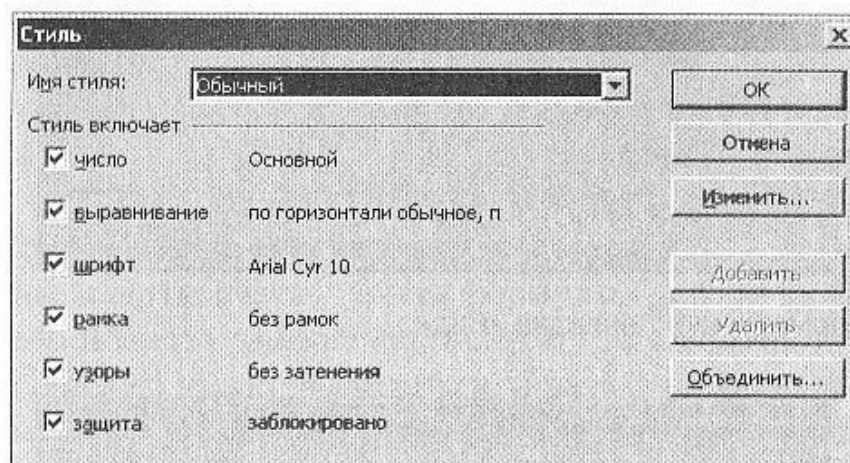 Стиль
Имя стиля: Обычный
OK
Стиль включает
Отмена
число Основной
Изменить...
выравнивание по горизонтали обычное, п
шрифт Arial Cyr 10
Добавить
рамка без рамок
Удалить
узоры без затенения
Объединить...
защита заблокировано